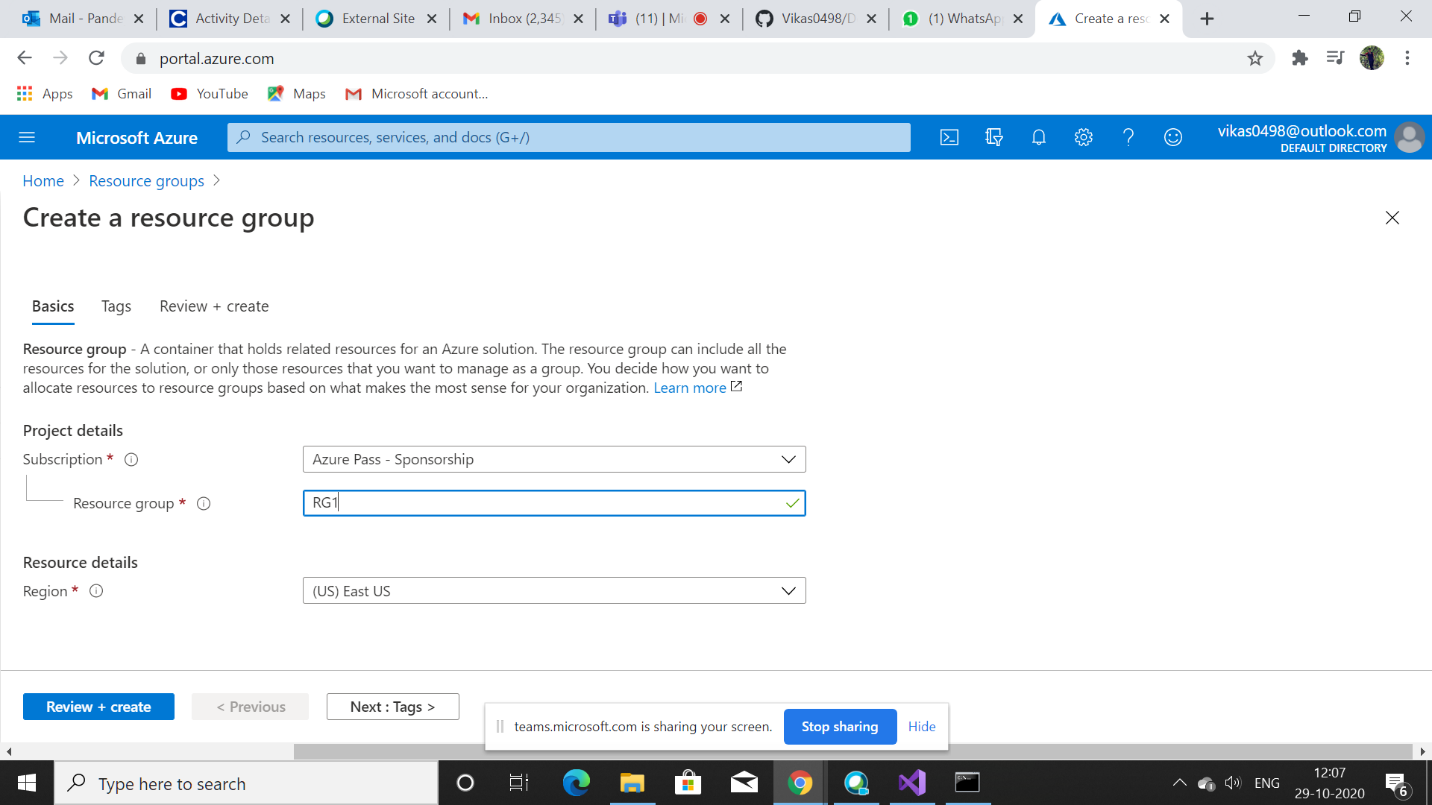 Mail - Pande
Activity Deta
External Site
Inbox (2,345)
(11) | Mi
Vikas0498/D
(1) WhatsAp
Create a reso
portal.azure.com
Apps
Gmail
YouTube
Maps
Microsoft account...
Microsoft Azure
Search resources, services, and docs (G+/)
vikas0498@outlook.com
DEFAULT DIRECTORY
Home > Resource groups >
Create a resource group
Basics Tags Review + create
Resource group - A container that holds related resources for an Azure solution. The resource group can include all the
resources for the solution, or only those resources that you want to manage as a group. You decide how you want to
allocate resources to resource groups based on what makes the most sense for your organization. Learn more
Project details
Subscription *
Azure Pass - Sponsorship
Resource group *
RG1
Resource details
Region *
(US) East US
Review + create
< Previous
Next : Tags >
teams.microsoft.com is sharing your screen.
Stop sharing
Hide
Type here to search
ENG
12:07
29-10-2020
6